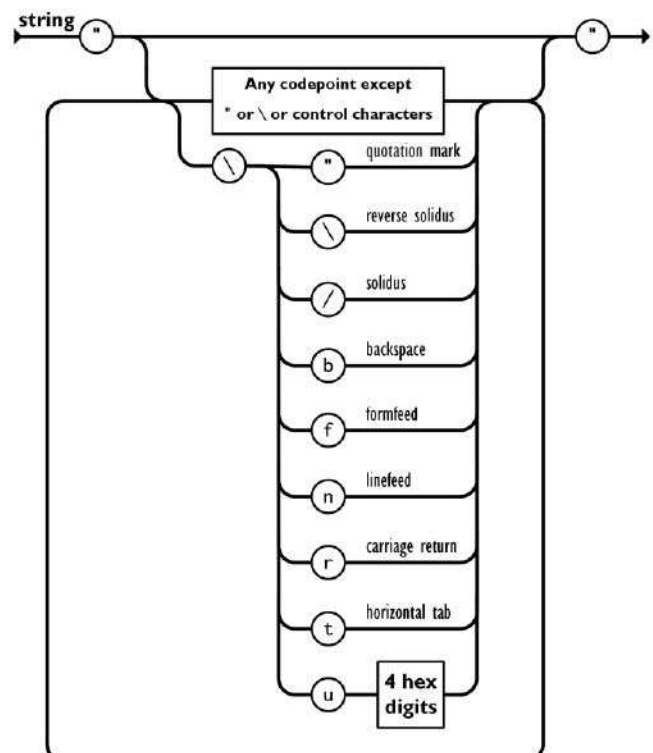 string
" "
Any codepoint except
" or \ or control characters
\ " quotation mark
\ reverse solidus
/ solidus
b backspace
f formfeed
n linefeed
r carriage return
t horizontal tab
u 4 hex
digits